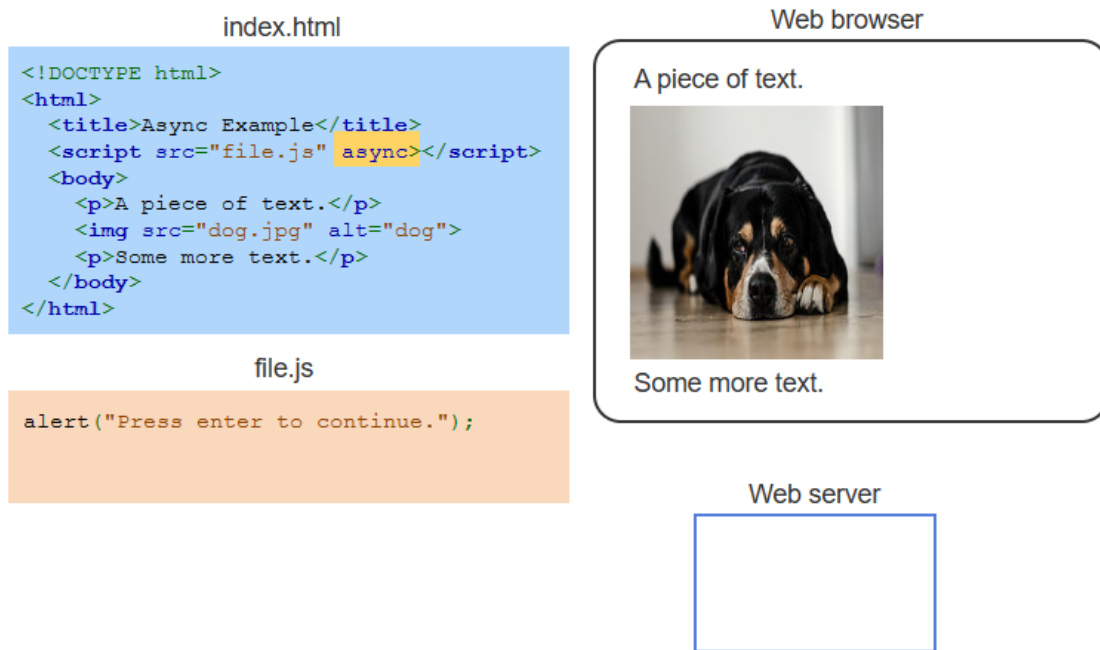 index.html
<!DOCTYPE html>
<html>
  <title>Async Example</title>
  <script src="file.js" async></script>
  <body>
    <p>A piece of text.</p>
    <img src="dog.jpg" alt="dog">
    <p>Some more text.</p>
  </body>
</html>
file.js
alert("Press enter to continue.");
Web browser
A piece of text.
Some more text.
Web server